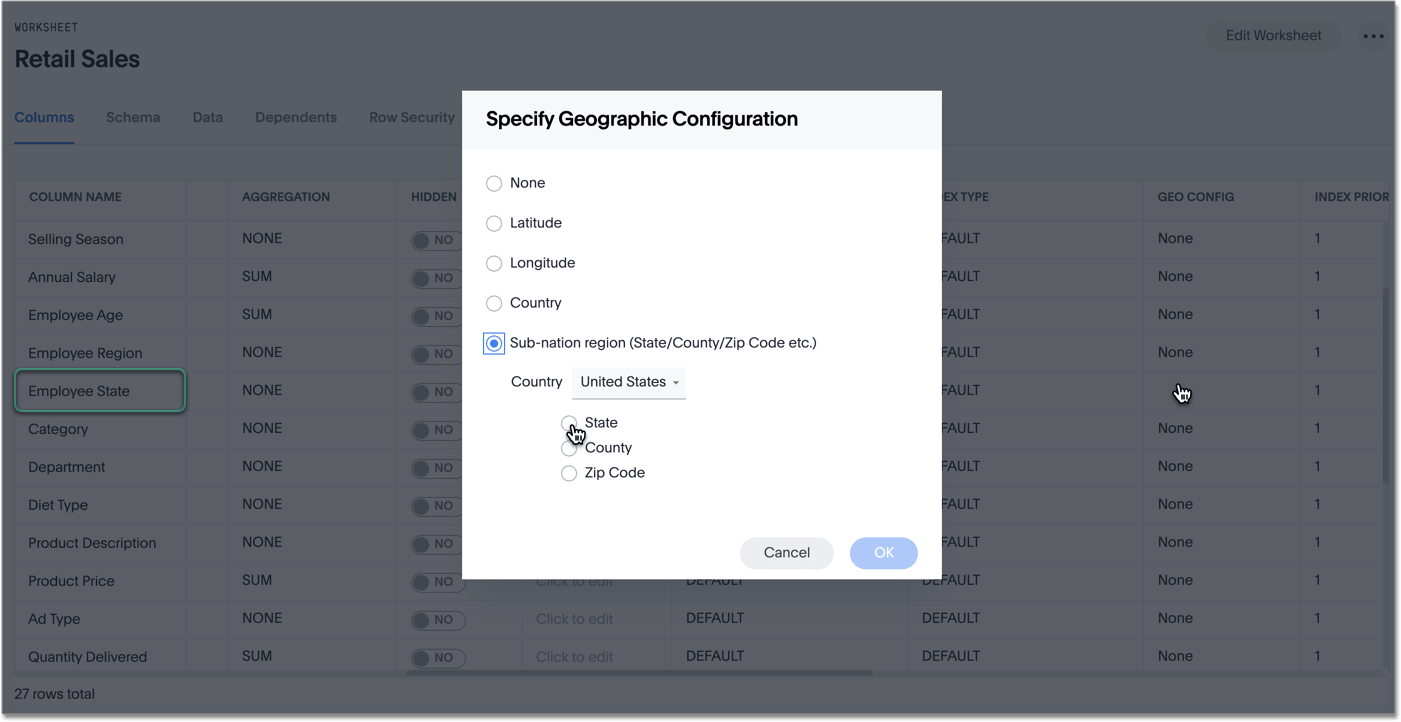 WORKSHEET
Retail Sales
Edit Worksheet
Columns Schema Data Dependents Row Security
Specify Geographic Configuration
None
Latitude
Longitude
Country
Sub-nation region (State/County/Zip Code etc.)
Country United States
State
County
Zip Code
Cancel OK
COLUMN NAME AGGREGATION HIDDEN EX TYPE GEO CONFIG INDEX PRIOR
Selling Season NONE NO FAULT None 1
Annual Salary SUM NO FAULT None 1
Employee Age SUM NO FAULT None 1
Employee Region NONE NO FAULT None 1
Employee State NONE NO FAULT 1
Category NONE NO FAULT None 1
Department NONE NO FAULT None 1
Diet Type NONE NO FAULT None 1
Product Description NONE NO FAULT None 1
Product Price SUM NO Click to edit DEFAULT DEFAULT None 1
Ad Type NONE NO Click to edit DEFAULT DEFAULT None 1
Quantity Delivered SUM NO Click to edit DEFAULT DEFAULT None 1
27 rows total